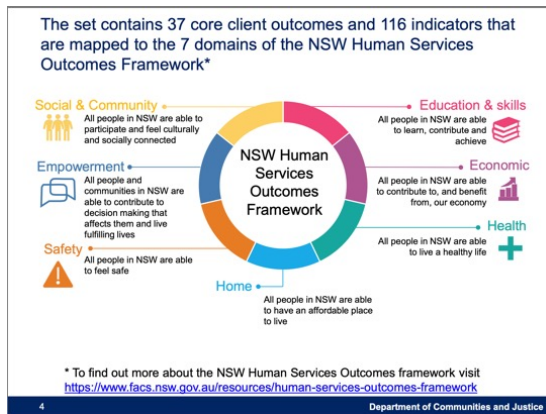 The set contains 37 core client outcomes and 116 indicators that
are mapped to the 7 domains of the NSW Human Services
Outcomes Framework*
Social & Community
All people in NSW are able to
participate and feel culturally
and socially connected
Empowerment
All people and
communities in NSW are
able to contribute to
decision making that
affects them and live
fulfilling lives
Safety
All people in NSW are able
to feel safe
NSW Human
Services
Outcomes
Framework
Home
All people in NSW are able
to have an affordable place
to live
Education & skills
All people in NSW are able
to learn, contribute and
achieve
Economic
All people in NSW are able
to contribute to, and benefit
from, our economy
Health
All people in NSW are able
to live a healthy life
* To find out more about the NSW Human Services Outcomes framework visit
https://www.facs.nsw.gov.au/resources/human-services-outcomes-framework
4
Department of Communities and Justice